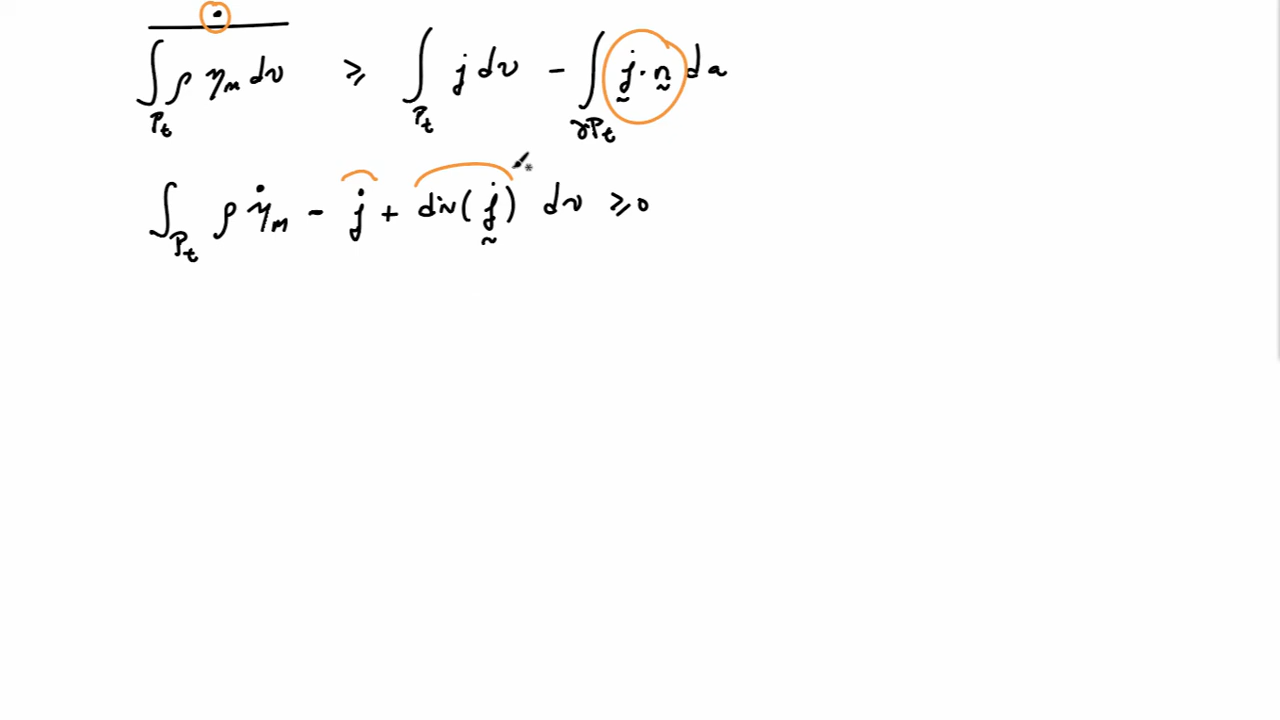 ∫_{P_t} ρ η_m dv ≥ ∫_{P_t} j dv − ∫_{∂P_t} j · n da
∫_{P_t} ρ η̇_m − j + div( j ) dv ≥ 0